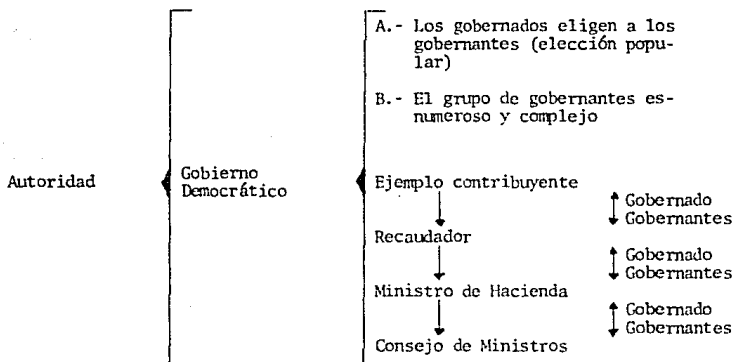 A.- Los gobernados eligen a los
gobernantes (elección popu-
lar)
B.- El grupo de gobernantes es-
numeroso y complejo
Autoridad
Gobierno
Democrático
Ejemplo contribuyente
Gobernado
Gobernantes
Recaudador
Gobernado
Gobernantes
Ministro de Hacienda
Gobernado
Gobernantes
Consejo de Ministros